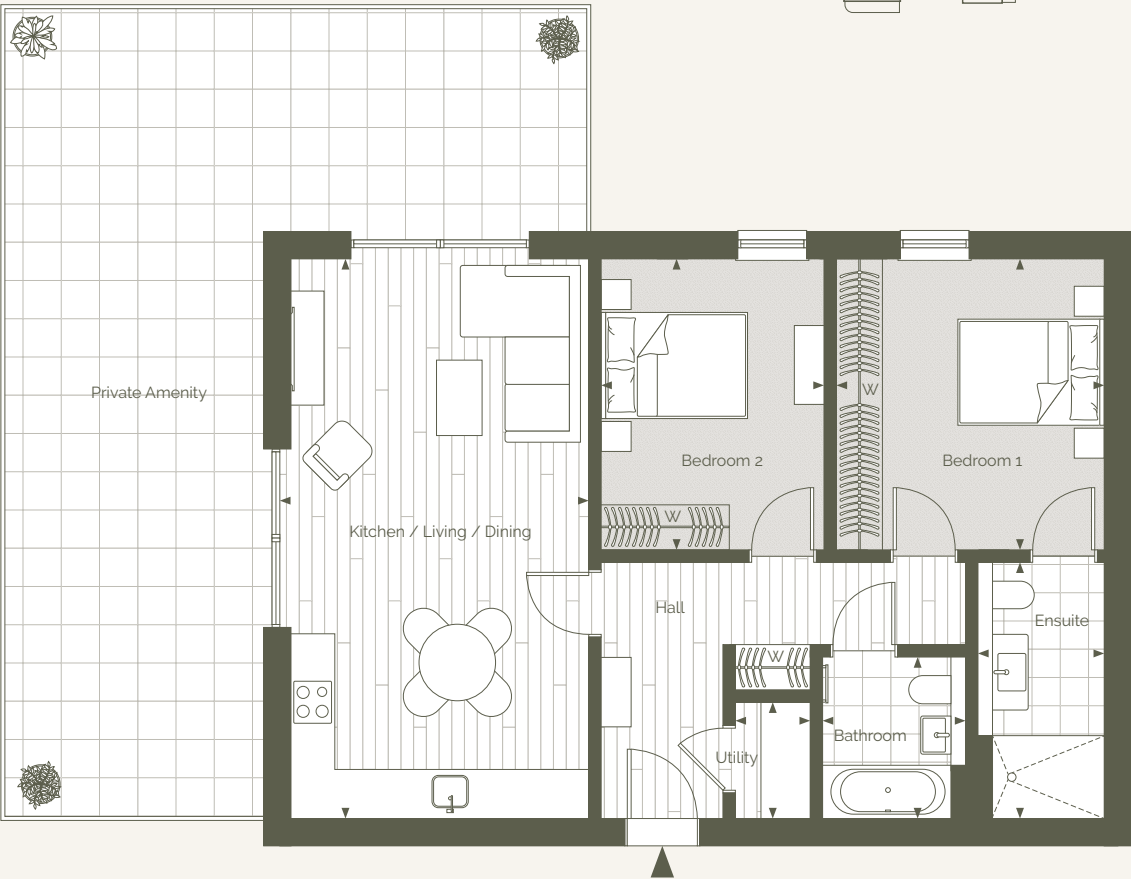 Private Amenity
W
Bedroom 2
Bedroom 1
W
Kitchen / Living / Dining
Hall
Ensuite
W
Bathroom
Utility